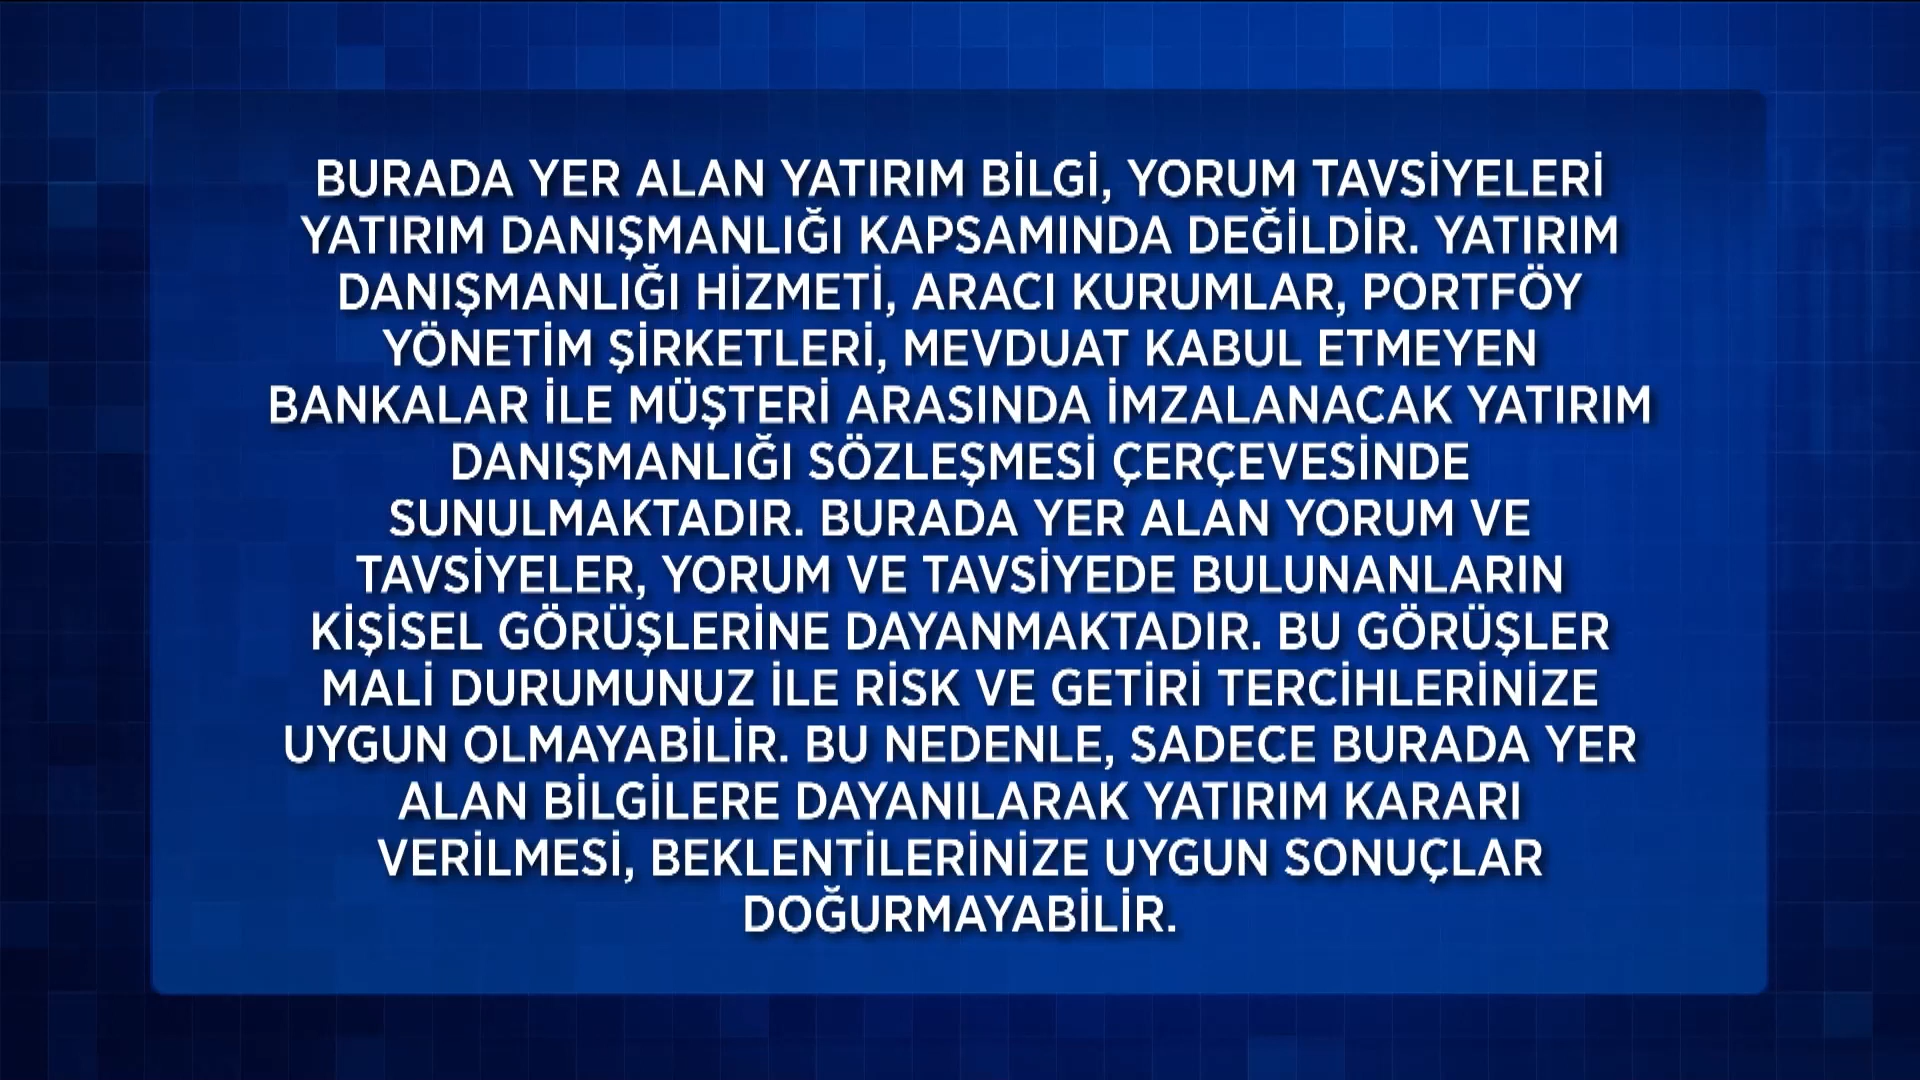 BURADA YER ALAN YATIRIM BİLGİ, YORUM TAVSİYELERİ
YATIRIM DANIŞMANLIĞI KAPSAMINDA DEĞİLDİR. YATIRIM
DANIŞMANLIĞI HİZMETİ, ARACI KURUMLAR, PORTFÖY
YÖNETİM ŞİRKETLERİ, MEVDUAT KABUL ETMEYEN
BANKALAR İLE MÜŞTERİ ARASINDA İMZALANACAK YATIRIM
DANIŞMANLIĞI SÖZLEŞMESİ ÇERÇEVESİNDE
SUNULMAKTADIR. BURADA YER ALAN YORUM VE
TAVSİYELER, YORUM VE TAVSİYEDE BULUNANLARIN
KİŞİSEL GÖRÜŞLERİNE DAYANMAKTADIR. BU GÖRÜŞLER
MALİ DURUMUNUZ İLE RİSK VE GETİRİ TERCİHLERİNİZE
UYGUN OLMAYABİLİR. BU NEDENLE, SADECE BURADA YER
ALAN BİLGİLERE DAYANILARAK YATIRIM KARARI
VERİLMESİ, BEKLENTİLERİNİZE UYGUN SONUÇLAR
DOĞURMAYABİLİR.